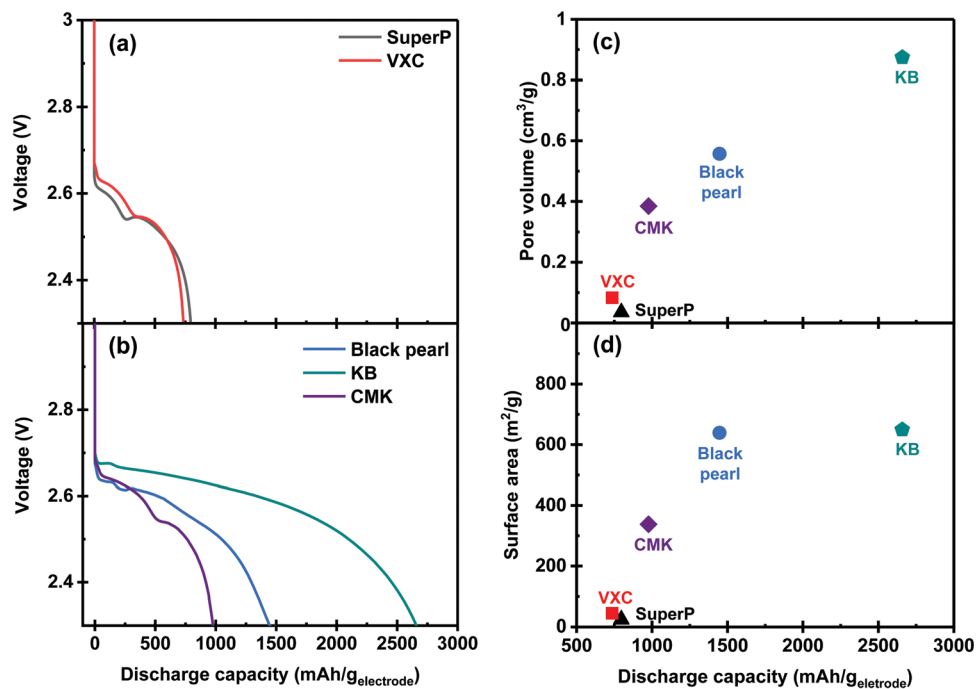 (a)
SuperP
VXC
Voltage (V)
3
2.8
2.6
2.4
(b)
Black pearl
KB
CMK
Voltage (V)
2.8
2.6
2.4
0 500 1000 1500 2000 2500 3000
Discharge capacity (mAh/gelectrode)
(c)
Pore volume (cm3/g)
1
0.8
0.6
0.4
0.2
0
KB
Black
pearl
CMK
VXC
SuperP
(d)
Surface area (m2/g)
800
600
400
200
0
Black
pearl
KB
CMK
VXC
SuperP
500 1000 1500 2000 2500 3000
Discharge capacity (mAh/geletrode)